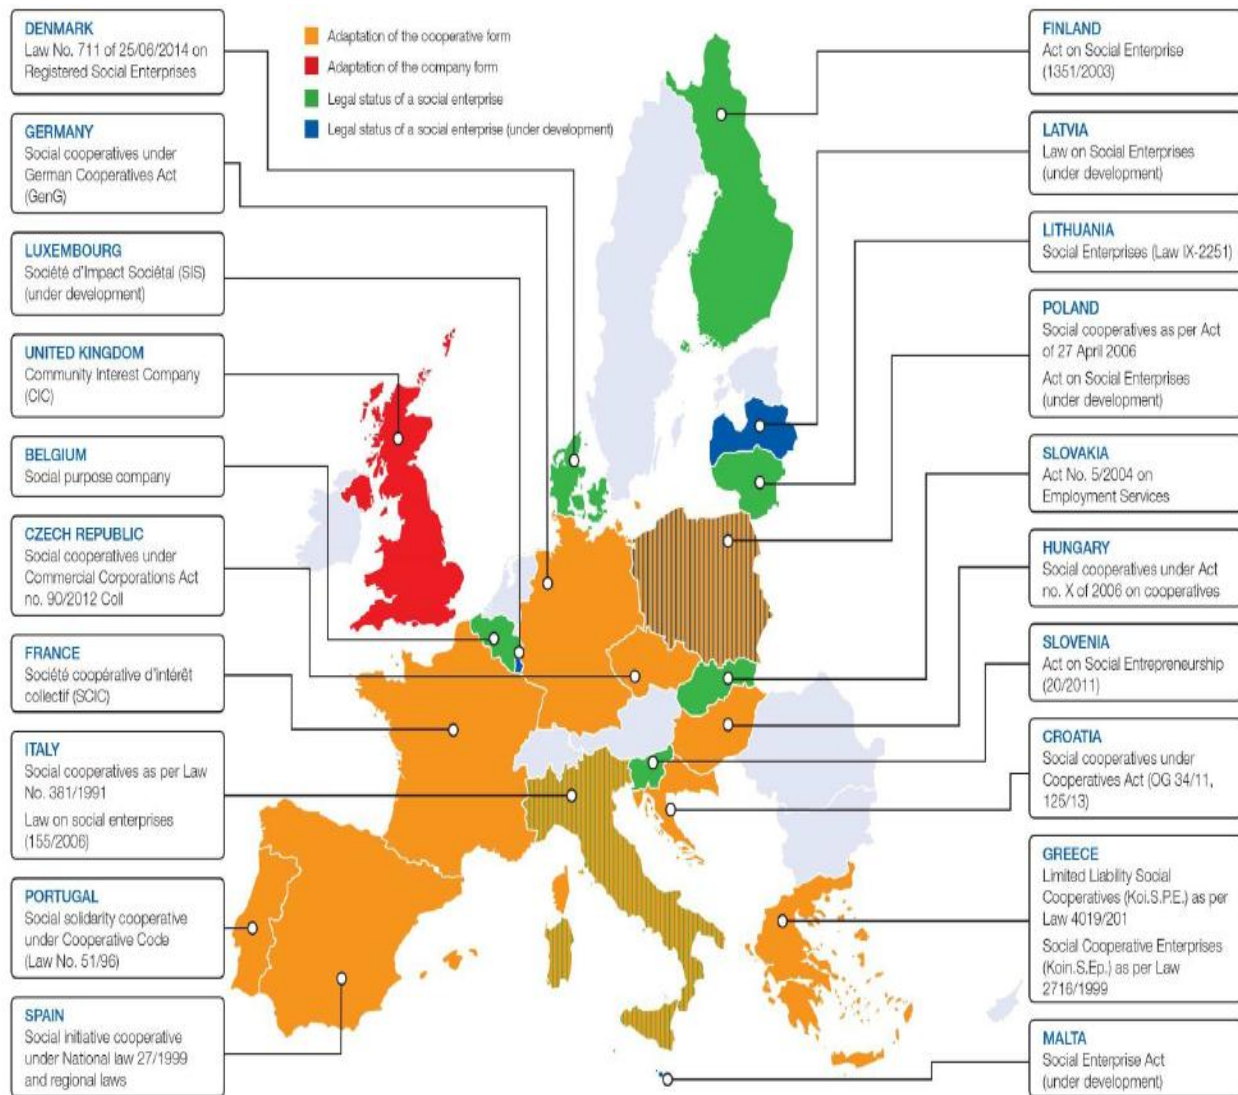 DENMARK
Law No. 711 of 25/06/2014 on
Registered Social Enterprises
GERMANY
Social cooperatives under
German Cooperatives Act
(GenG)
LUXEMBOURG
Société d'Impact Sociétal (SIS)
(under development)
UNITED KINGDOM
Community Interest Company
(CIC)
BELGIUM
Social purpose company
CZECH REPUBLIC
Social cooperatives under
Commercial Corporations Act
no. 90/2012 Coll
FRANCE
Société coopérative d'intérêt
collectif (SCIC)
ITALY
Social cooperatives as per Law
No. 381/1991
Law on social enterprises
(155/2006)
PORTUGAL
Social solidarity cooperative
under Cooperative Code
(Law No. 51/96)
SPAIN
Social initiative cooperative
under National law 27/1999
and regional laws
Adaptation of the cooperative form
Adaptation of the company form
Legal status of a social enterprise
Legal status of a social enterprise (under development)
FINLAND
Act on Social Enterprise
(1351/2003)
LATVIA
Law on Social Enterprises
(under development)
LITHUANIA
Social Enterprises (Law IX-2251)
POLAND
Social cooperatives as per Act
of 27 April 2006
Act on Social Enterprises
(under development)
SLOVAKIA
Act No. 5/2004 on
Employment Services
HUNGARY
Social cooperatives under Act
no. X of 2006 on cooperatives
SLOVENIA
Act on Social Entrepreneurship
(20/2011)
CROATIA
Social cooperatives under
Cooperatives Act (OG 34/11,
125/13)
GREECE
Limited Liability Social
Cooperatives (Koi.S.P.E.) as per
Law 4019/201
Social Cooperative Enterprises
(Koin.S.Ep.) as per Law
2716/1999
MALTA
Social Enterprise Act
(under development)